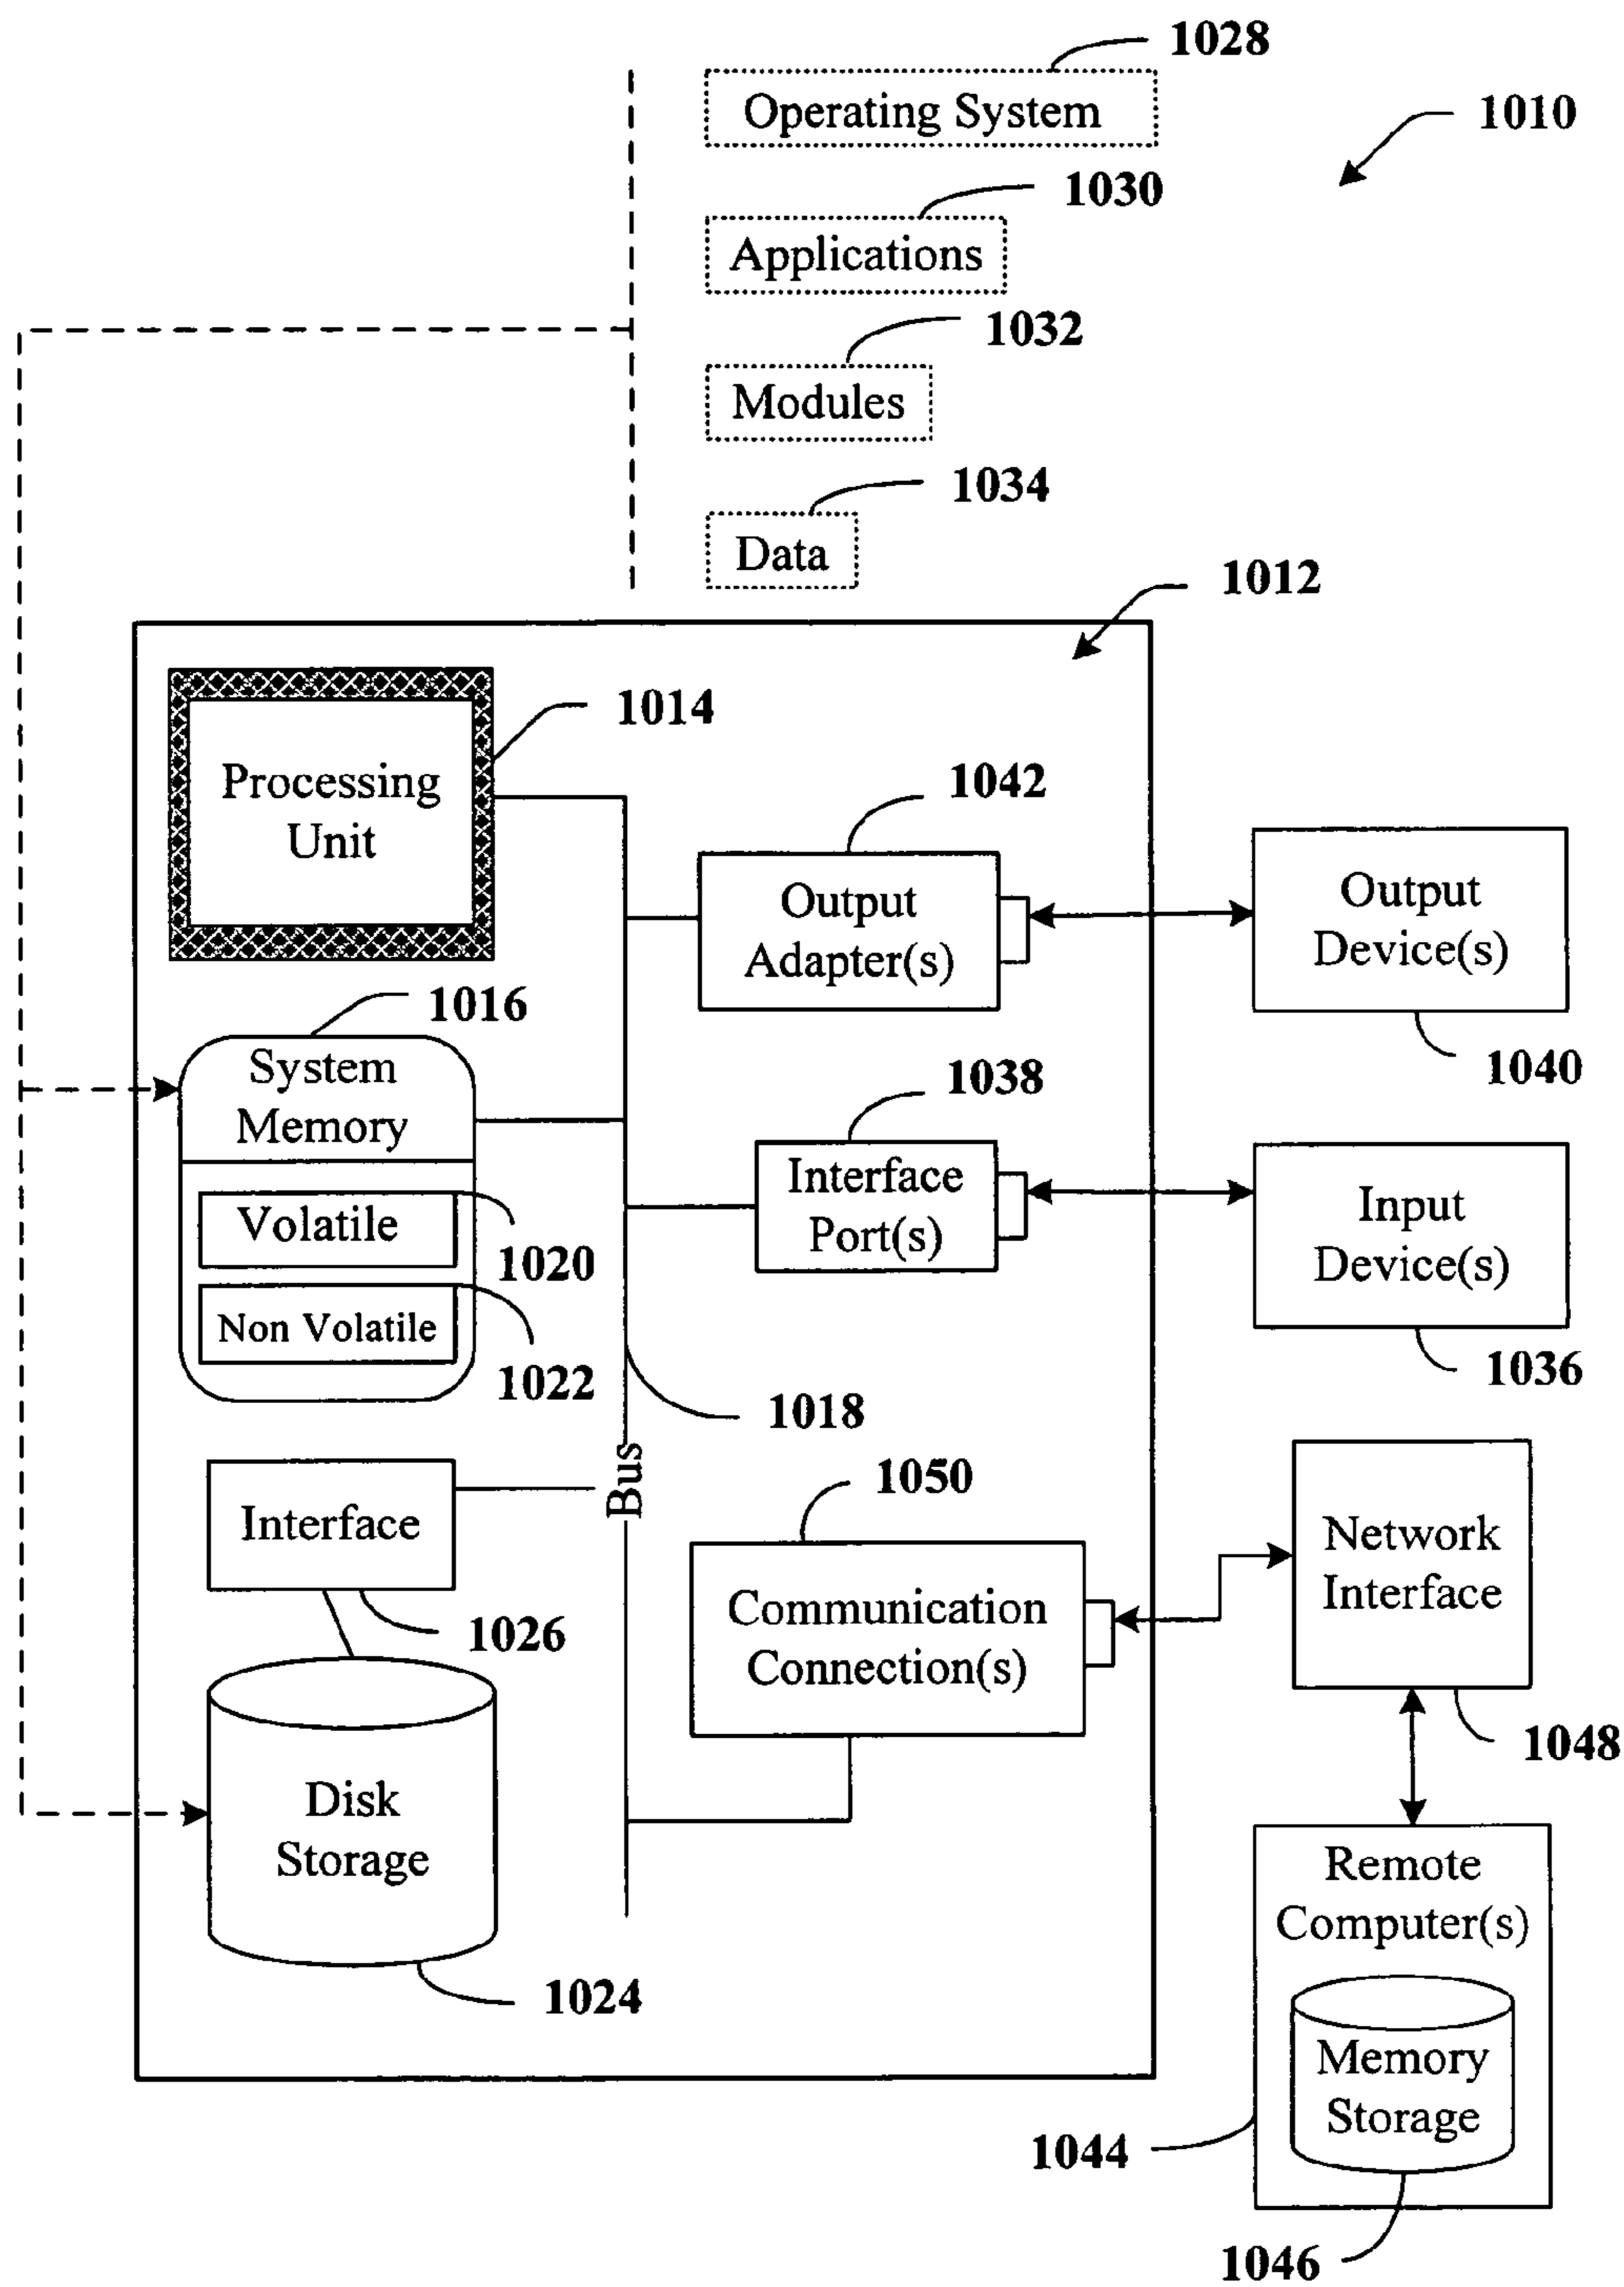 1028
Operating System
1010
1030
Applications
1032
Modules
1034
Data
1012
1014
Processing
Unit
1042
Output
Adapter(s)
Output
Device(s)
1040
1016
System
Memory
1038
Interface
Port(s)
Input
Device(s)
1036
Volatile
1020
Non Volatile
1022
1018
Bus
Interface
1026
1050
Communication
Connection(s)
Network
Interface
1048
Disk
Storage
1024
Remote
Computer(s)
Memory
Storage
1044
1046